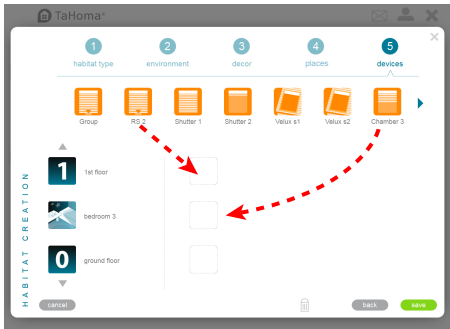 TaHoma®
1 2 3 4 5
habitat type environment decor places devices
Group RS 2 Shutter 1 Shutter 2 Velux s1 Velux s2 Chamber 3
HABITAT CREATION
1 1st floor
bedroom 3
0 ground floor
cancel back save